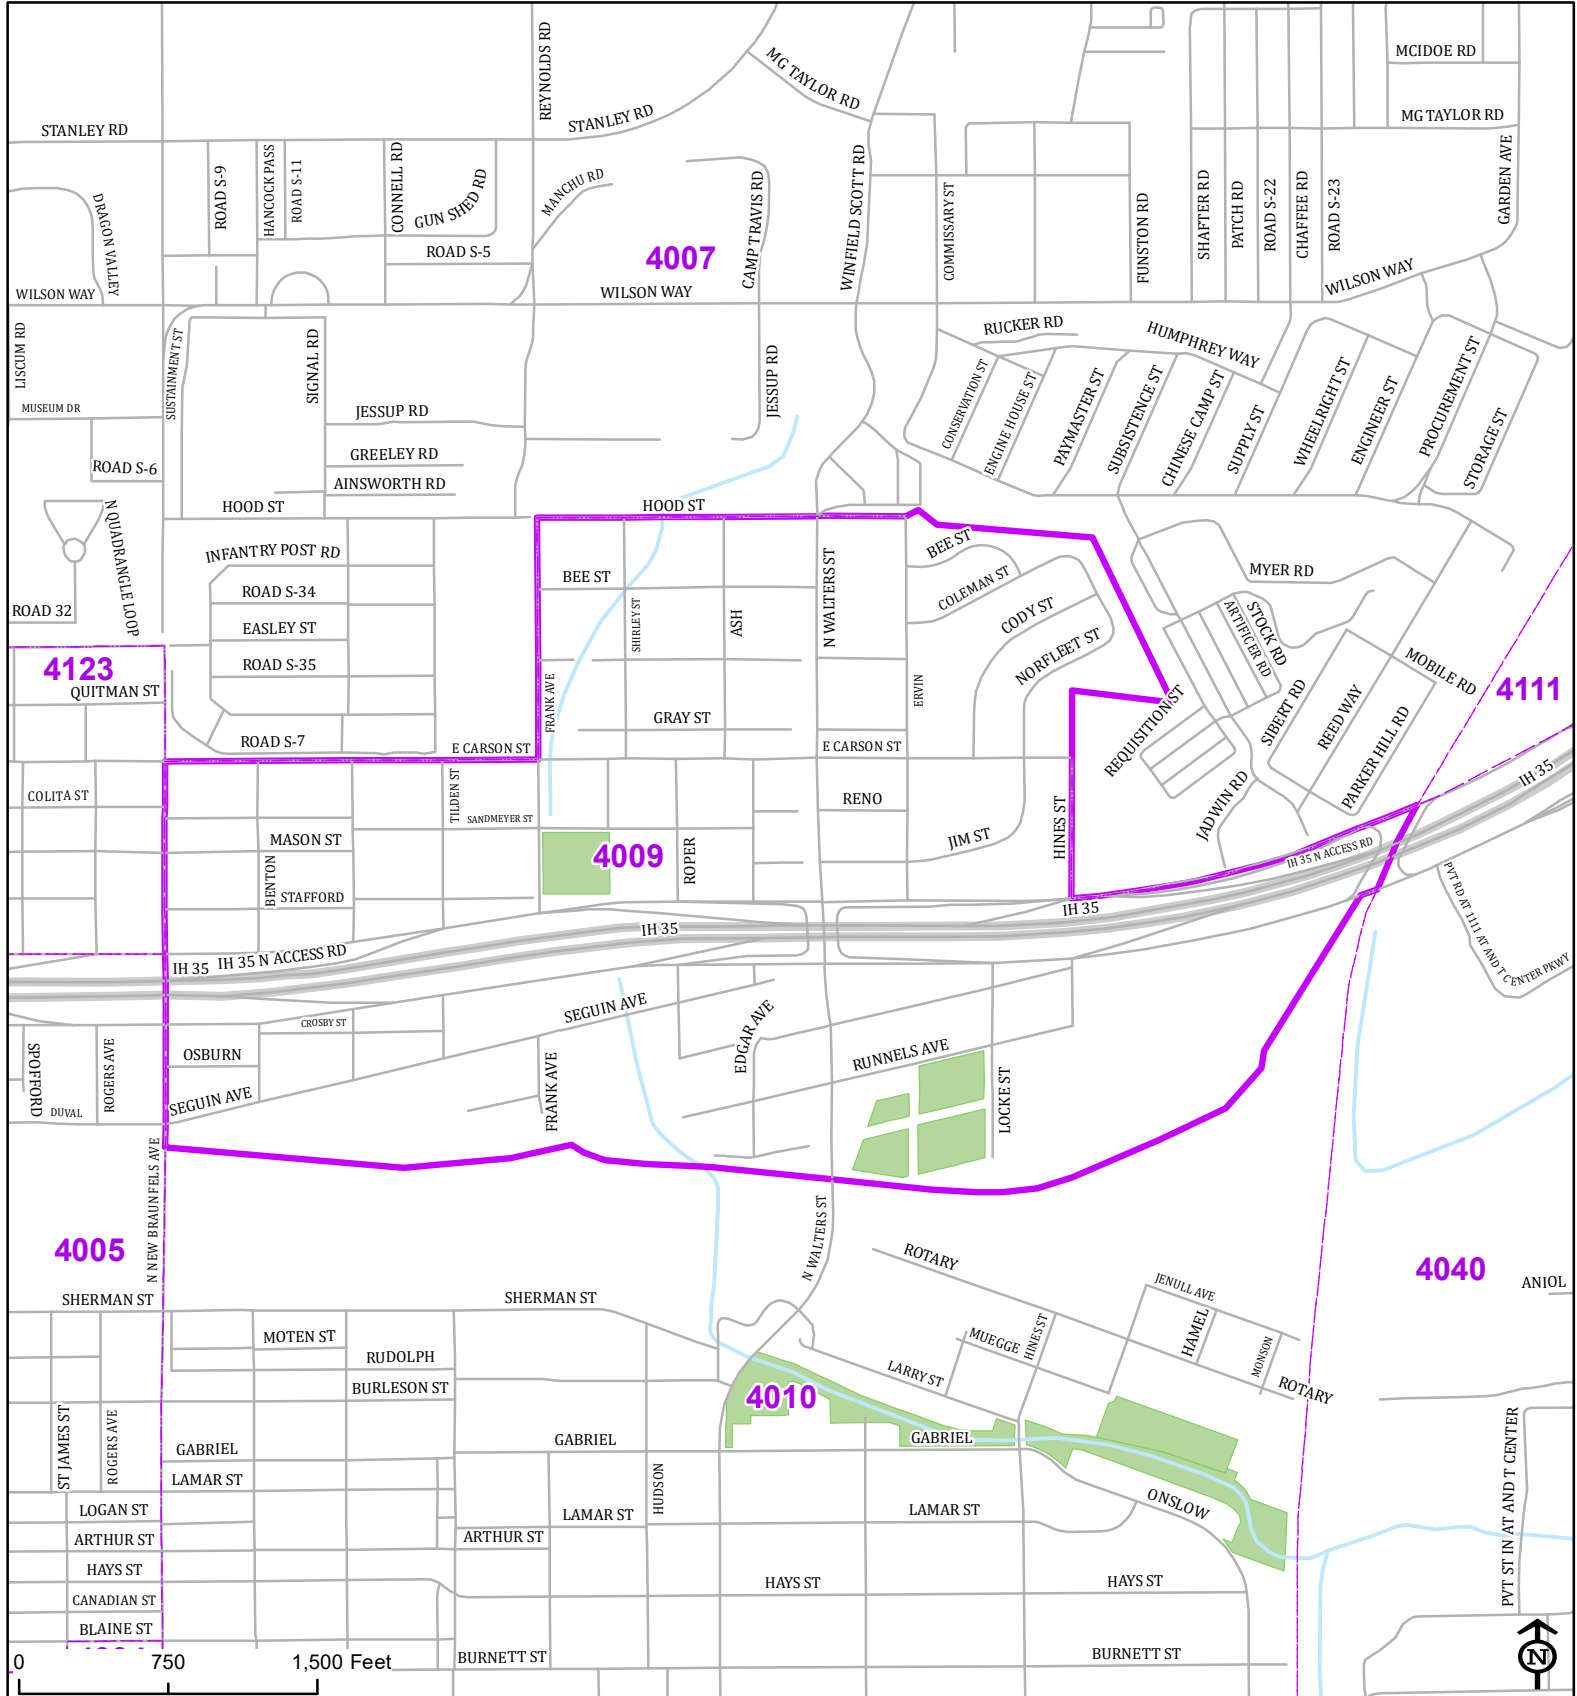 REYNOLDS RD
MCIDOE RD
MG TAYLOR RD
MG TAYLOR RD
STANLEY RD
STANLEY RD
HANCOCK PASS
ROAD S-11
ROAD S-9
CONNELL RD
GUN SHED RD
MANCHU RD
CAMP TRAVIS RD
WINFIELD SCOTT RD
COMMISSARY ST
FUNSTON RD
SHAFTER RD
PATCH RD
ROAD S-22
CHAFFEE RD
ROAD S-23
GARDEN AVE
DRAGON VALLEY
ROAD S-5
4007
WILSON WAY
WILSON WAY
WILSON WAY
LISCUM RD
SUSTAINMENT ST
SIGNAL RD
JESSUP RD
RUCKER RD
HUMPHREY WAY
MUSEUM DR
JESSUP RD
CONSERVATION ST
ENGINE HOUSE ST
PAYMASTER ST
SUBSISTENCE ST
CHINESE CAMP ST
SUPPLY ST
WHEELRIGHT ST
ENGINEER ST
PROCUREMENT ST
STORAGE ST
GREELEY RD
ROAD S-6
AINSWORTH RD
HOOD ST
HOOD ST
N QUADRANGLE LOOP
INFANTRY POST RD
BEE ST
BEE ST
N WALTERS ST
COLEMAN ST
MYER RD
ROAD S-34
ROAD 32
SHIRLEY ST
ASH
CODY ST
ARTIFICER RD
STOCK RD
EASLEY ST
NORFLEET ST
MOBILE RD
4123
ROAD S-35
QUITMAN ST
FRANK AVE
ERVIN
REQUISITION ST
SIBERT RD
REED WAY
PARKER HILL RD
4111
GRAY ST
ROAD S-7
E CARSON ST
E CARSON ST
COLITA ST
TILDEN ST
RENO
HINES ST
JADWIN RD
IH 35
SANDMEYER ST
MASON ST
JIM ST
4009
ROPER
IH 35 N ACCESS RD
BENTON
STAFFORD
IH 35
IH 35
PVT RD AT 1111 AT AND T CENTER PKWY
IH 35
IH 35 N ACCESS RD
SEGUIN AVE
CROSBY ST
EDGAR AVE
SPOFFORD
ROGERS AVE
OSBURN
RUNNELS AVE
FRANK AVE
LOCKE ST
DUVAL
SEGUIN AVE
N NEW BRAUNFELS AVE
N WALTERS ST
4005
ROTARY
4040
ANIOL
JENULL AVE
SHERMAN ST
SHERMAN ST
MOTEN ST
MUEGGE
HINES ST
HAMEL
MONSON
RUDOLPH
LARRY ST
BURLESON ST
ROTARY
4010
ST JAMES ST
ROGERS AVE
GABRIEL
GABRIEL
GABRIEL
LAMAR ST
HUDSON
ONSLOW
PVT ST IN AT AND T CENTER
LOGAN ST
LAMAR ST
LAMAR ST
ARTHUR ST
ARTHUR ST
HAYS ST
HAYS ST
HAYS ST
CANADIAN ST
BLAINE ST
BURNETT ST
BURNETT ST
0 750 1,500 Feet
N